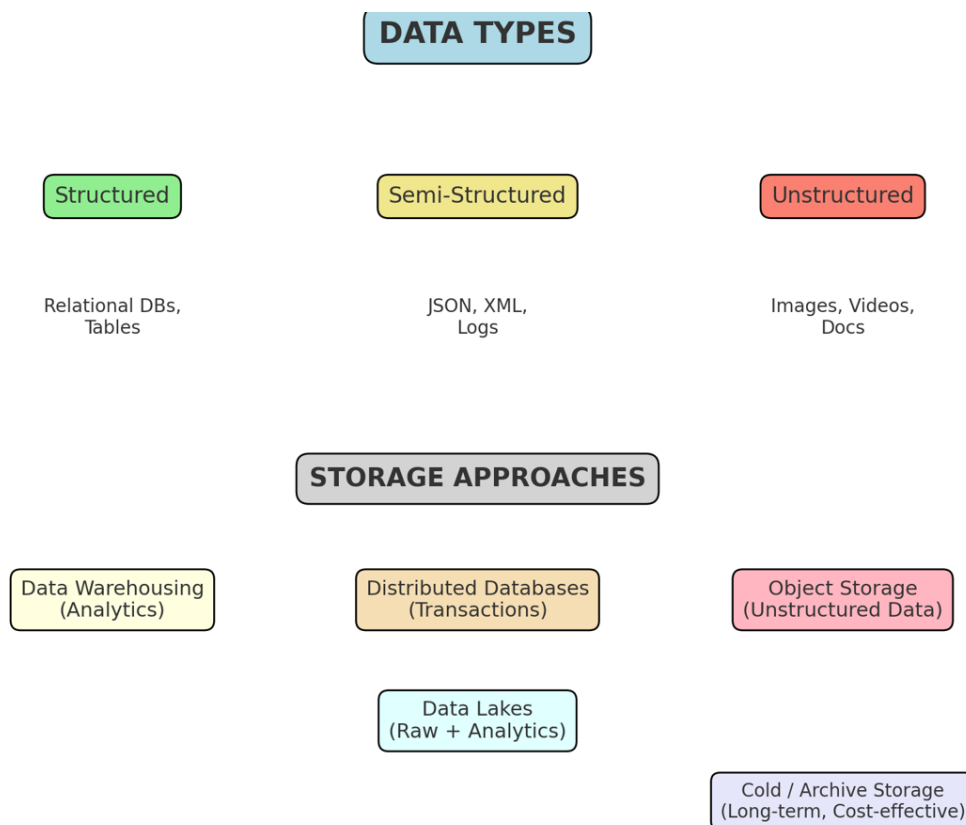 DATA TYPES
Structured
Semi-Structured
Unstructured
Relational DBs,
Tables
JSON, XML,
Logs
Images, Videos,
Docs
STORAGE APPROACHES
Data Warehousing
(Analytics)
Distributed Databases
(Transactions)
Object Storage
(Unstructured Data)
Data Lakes
(Raw + Analytics)
Cold / Archive Storage
(Long-term, Cost-effective)